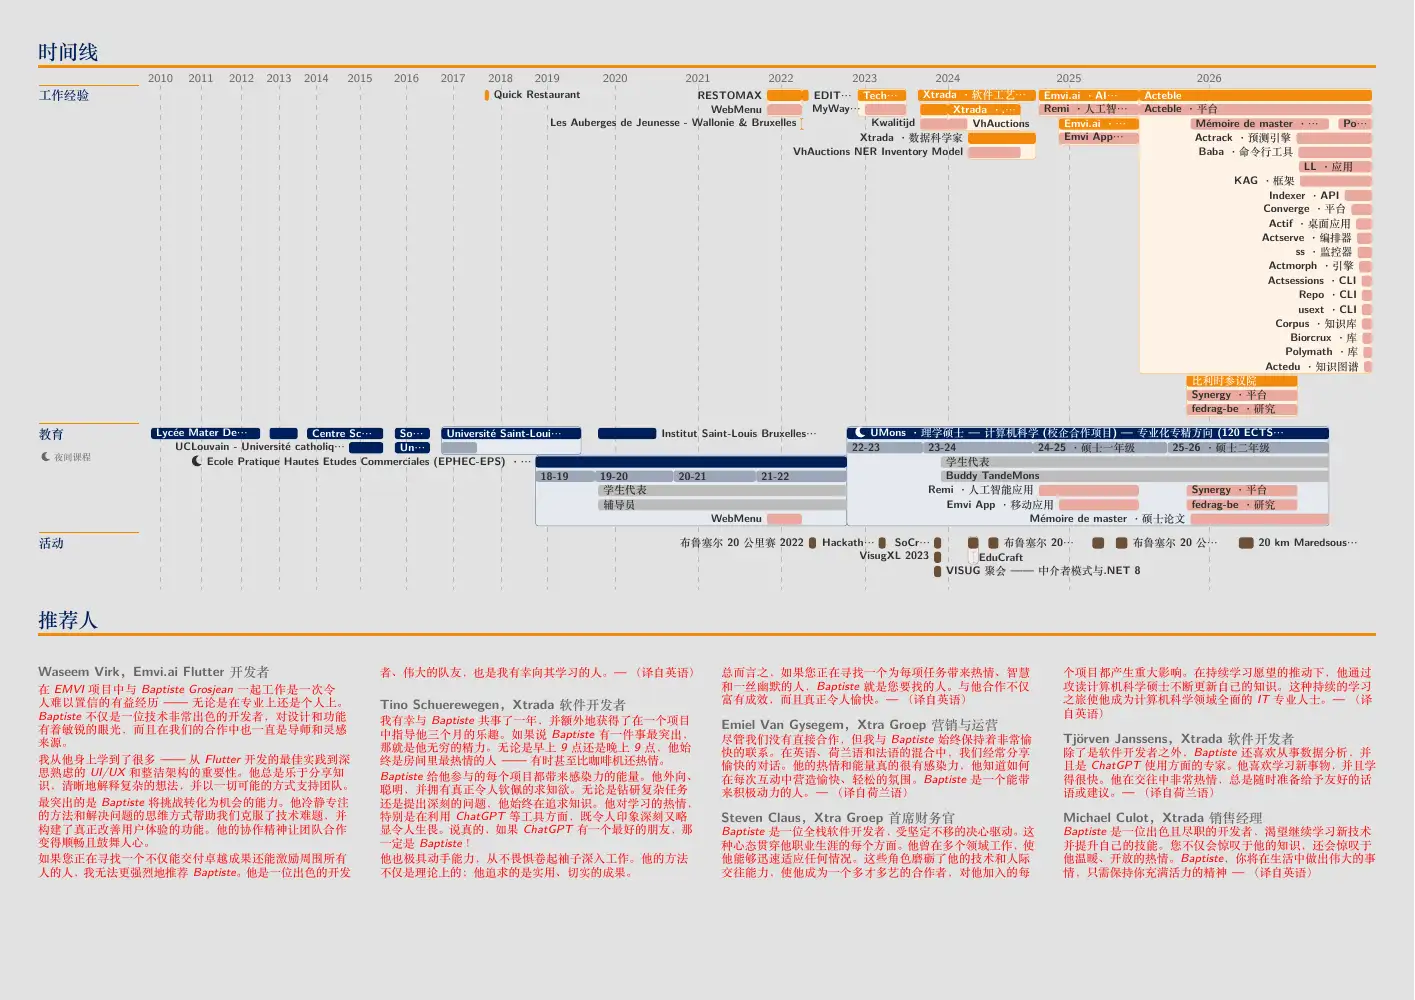 时间线
2010 2011 2012 2013 2014 2015 2016 2017 2018 2019 2020 2021 2022 2023 2024 2025 2026
工作经验
Quick Restaurant RESTOMAX EDIT··· Tech··· Xtrada · 软件工艺··· Emvi.ai · AI··· Acteble
WebMenu MyWay··· Xtrada · ,··· Remi · 人工智··· Acteble · 平台
Les Auberges de Jeunesse - Wallonie & Bruxelles Kwalitijd VhAuctions Emvi.ai · ··· Mémoire de master · ··· Po···
Xtrada · 数据科学家 Emvi App··· Actrack · 预测引擎
VhAuctions NER Inventory Model Baba · 命令行工具
LL · 应用
KAG · 框架
Indexer · API
Converge · 平台
Actif · 桌面应用
Actserve · 编排器
ss · 监控器
Actmorph · 引擎
Actsessions · CLI
Repo · CLI
usext · CLI
Corpus · 知识库
Biorcrux · 库
Polymath · 库
Actedu · 知识图谱
比利时参议院
Synergy · 平台
fedrag-be · 研究
教育
Lycée Mater De··· Centre Sc··· So··· Université Saint-Loui··· Institut Saint-Louis Bruxelles··· UMons · 理学硕士 — 计算机科学 (校企合作项目) — 专业化专精方向 (120 ECTS···
UCLouvain - Université catholiq··· Un··· 22-23 23-24 24-25 · 硕士一年级 25-26 · 硕士二年级
夜间课程
Ecole Pratique Hautes Etudes Commerciales (EPHEC-EPS) · ··· 学生代表
18-19 19-20 20-21 21-22 Buddy TandeMons
学生代表 Remi · 人工智能应用 Synergy · 平台
辅导员 Emvi App · 移动应用 fedrag-be · 研究
WebMenu Mémoire de master · 硕士论文
活动
布鲁塞尔 20 公里赛 2022 Hackath··· SoCr··· 布鲁塞尔 20··· 布鲁塞尔 20 公··· 20 km Maredsous···
VisugXL 2023 EduCraft
VISUG 聚会 —— 中介者模式与.NET 8
推荐人
Waseem Virk，Emvi.ai Flutter 开发者
在 EMVI 项目中与 Baptiste Grosjean 一起工作是一次令
人难以置信的有益经历 —— 无论是在专业上还是个人上。
Baptiste 不仅是一位技术非常出色的开发者，对设计和功能
有着敏锐的眼光，而且在我们的合作中也一直是导师和灵感
来源。
我从他身上学到了很多 —— 从 Flutter 开发的最佳实践到深
思熟虑的 UI/UX 和整洁架构的重要性。他总是乐于分享知
识，清晰地解释复杂的想法，并以一切可能的方式支持团队。
最突出的是 Baptiste 将挑战转化为机会的能力。他冷静专注
的方法和解决问题的思维方式帮助我们克服了技术难题，并
构建了真正改善用户体验的功能。他的协作精神让团队合作
变得顺畅且鼓舞人心。
如果您正在寻找一个不仅能交付卓越成果还能激励周围所有
人的人，我无法更强烈地推荐 Baptiste。他是一位出色的开发
者、伟大的队友，也是我有幸向其学习的人。—（译自英语）
Tino Schuerewegen，Xtrada 软件开发者
我有幸与 Baptiste 共事了一年，并额外地获得了在一个项目
中指导他三个月的乐趣。如果说 Baptiste 有一件事最突出，
那就是他无穷的精力。无论是早上 9 点还是晚上 9 点，他始
终是房间里最热情的人 —— 有时甚至比咖啡机还热情。
Baptiste 给他参与的每个项目都带来感染力的能量。他外向、
聪明，并拥有真正令人钦佩的求知欲。无论是钻研复杂任务
还是提出深刻的问题，他始终在追求知识。他对学习的热情，
特别是在利用 ChatGPT 等工具方面，既令人印象深刻又略
显令人生畏。说真的，如果 ChatGPT 有一个最好的朋友，那
一定是 Baptiste！
他也极具动手能力，从不畏惧卷起袖子深入工作。他的方法
不仅是理论上的；他追求的是实用、切实的成果。
总而言之，如果您正在寻找一个为每项任务带来热情、智慧
和一丝幽默的人，Baptiste 就是您要找的人。与他合作不仅
富有成效，而且真正令人愉快。—（译自英语）
Emiel Van Gysegem，Xtra Groep 营销与运营
尽管我们没有直接合作，但我与 Baptiste 始终保持着非常愉
快的联系。在英语、荷兰语和法语的混合中，我们经常分享
愉快的对话。他的热情和能量真的很有感染力，他知道如何
在每次互动中营造愉快、轻松的氛围。Baptiste 是一个能带
来积极动力的人。—（译自荷兰语）
Steven Claus，Xtra Groep 首席财务官
Baptiste 是一位全栈软件开发者，受坚定不移的决心驱动。这
种心态贯穿他职业生涯的每个方面。他曾在多个领域工作，使
他能够迅速适应任何情况。这些角色磨砺了他的技术和人际
交往能力，使他成为一个多才多艺的合作者，对他加入的每
个项目都产生重大影响。在持续学习愿望的推动下，他通过
攻读计算机科学硕士不断更新自己的知识。这种持续的学习
之旅使他成为计算机科学领域全面的 IT 专业人士。—（译
自英语）
Tjörven Janssens，Xtrada 软件开发者
除了是软件开发者之外，Baptiste 还喜欢从事数据分析，并
且是 ChatGPT 使用方面的专家。他喜欢学习新事物，并且学
得很快。他在交往中非常热情，总是随时准备给予友好的话
语或建议。—（译自荷兰语）
Michael Culot，Xtrada 销售经理
Baptiste 是一位出色且尽职的开发者，渴望继续学习新技术
并提升自己的技能。您不仅会惊叹于他的知识，还会惊叹于
他温暖、开放的热情。Baptiste，你将在生活中做出伟大的事
情，只需保持你充满活力的精神 —（译自英语）